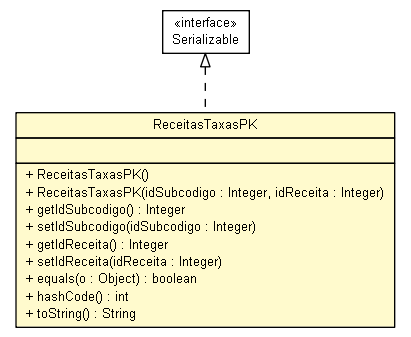 «interface»
Serializable
ReceitasTaxasPK
+ ReceitasTaxasPK()
+ ReceitasTaxasPK(idSubcodigo : Integer, idReceita : Integer)
+ getIdSubcodigo() : Integer
+ setIdSubcodigo(idSubcodigo : Integer)
+ getIdReceita() : Integer
+ setIdReceita(idReceita : Integer)
+ equals(o : Object) : boolean
+ hashCode() : int
+ toString() : String